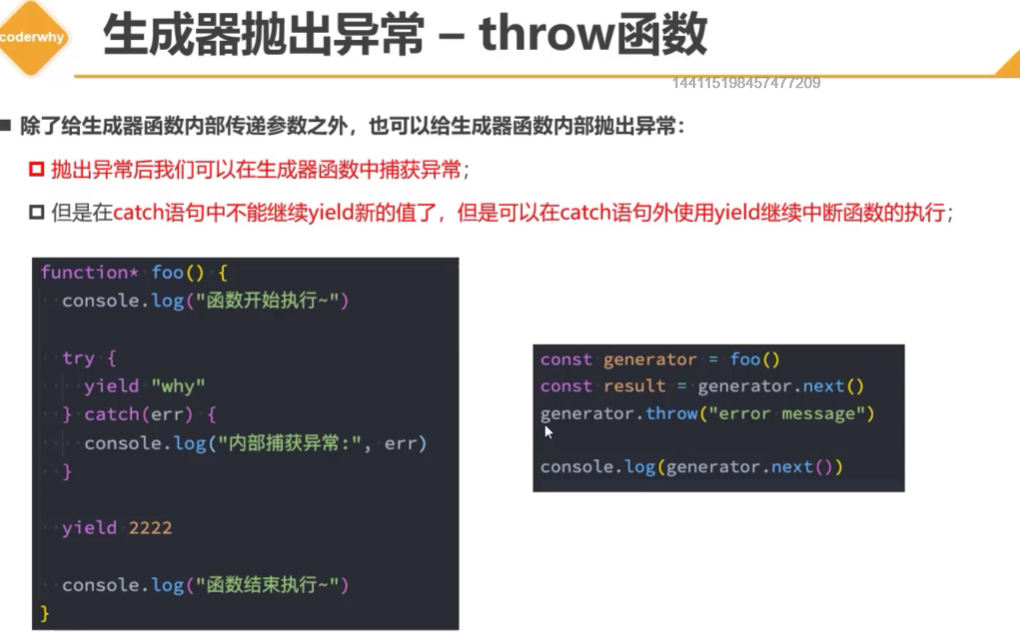 coderwhy
生成器抛出异常 – throw函数
144115198457477209
除了给生成器函数内部传递参数之外，也可以给生成器函数内部抛出异常：
抛出异常后我们可以在生成器函数中捕获异常；
但是在catch语句中不能继续yield新的值了，但是可以在catch语句外使用yield继续中断函数的执行；
function* foo() {
console.log("函数开始执行~")
try {
yield "why"
} catch(err) {
console.log("内部捕获异常:", err)
}
yield 2222
console.log("函数结束执行~")
}
const generator = foo()
const result = generator.next()
generator.throw("error message")
console.log(generator.next())